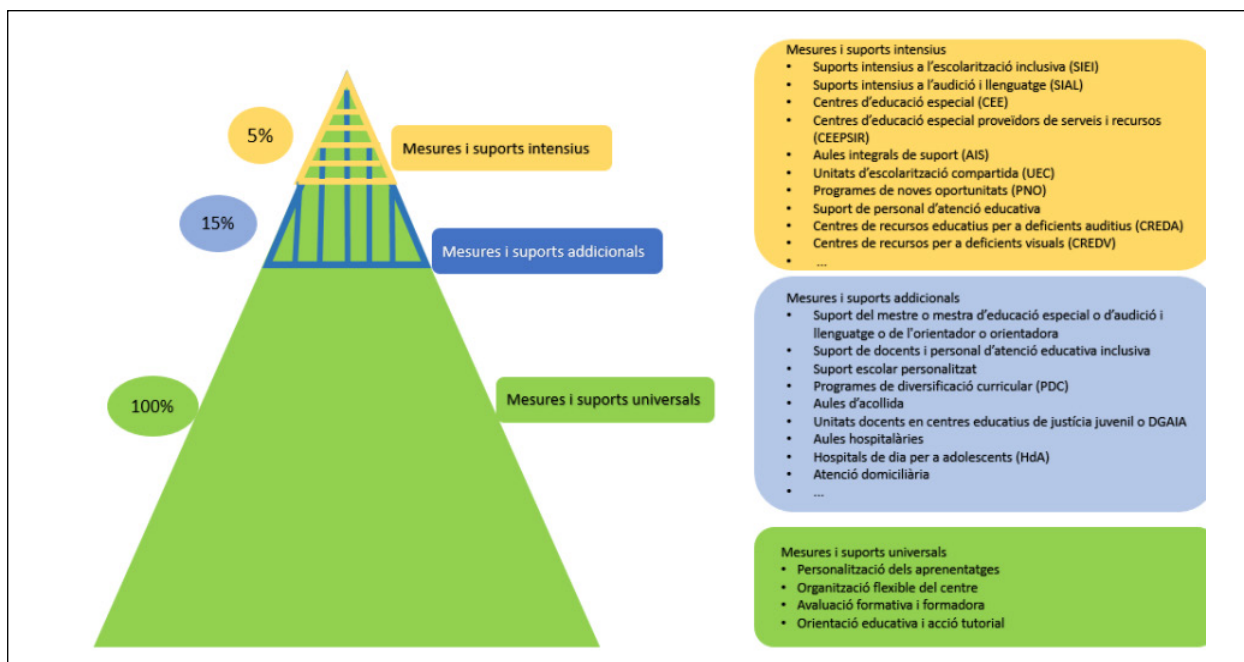 5%
Mesures i suports intensius
15%
Mesures i suports addicionals
100%
Mesures i suports universals
Mesures i suports intensius
• Suports intensius a l'escolarització inclusiva (SIEI)
• Suports intensius a l'audició i llenguatge (SIAL)
• Centres d'educació especial (CEE)
• Centres d'educació especial proveïdors de serveis i recursos
(CEEPSIR)
• Aules integrals de suport (AIS)
• Unitats d'escolarització compartida (UEC)
• Programes de noves oportunitats (PNO)
• Suport de personal d'atenció educativa
• Centres de recursos educatius per a deficients auditius (CREDA)
• Centres de recursos per a deficients visuals (CREDV)
• ...
Mesures i suports addicionals
• Suport del mestre o mestra d'educació especial o d'audició i
llenguatge o de l'orientador o orientadora
• Suport de docents i personal d'atenció educativa inclusiva
• Suport escolar personalitzat
• Programes de diversificació curricular (PDC)
• Aules d'acollida
• Unitats docents en centres educatius de justícia juvenil o DGAIA
• Aules hospitalàries
• Hospitals de dia per a adolescents (HdA)
• Atenció domiciliària
• ...
Mesures i suports universals
• Personalització dels aprenentatges
• Organització flexible del centre
• Avaluació formativa i formadora
• Orientació educativa i acció tutorial